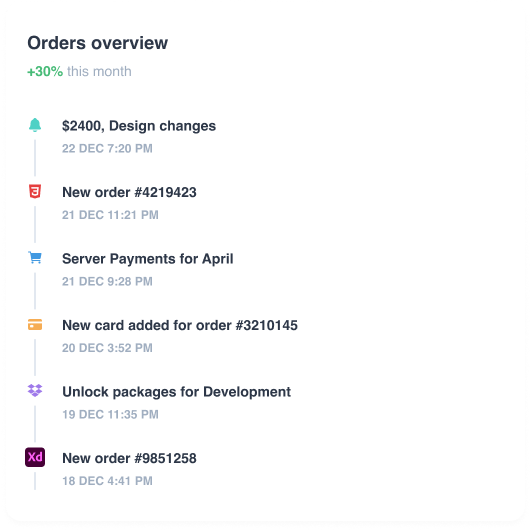 Orders overview
+30% this month
$2400, Design changes
22 DEC 7:20 PM
New order #4219423
21 DEC 11:21 PM
Server Payments for April
21 DEC 9:28 PM
New card added for order #3210145
20 DEC 3:52 PM
Unlock packages for Development
19 DEC 11:35 PM
Xd
New order #9851258
18 DEC 4:41 PM